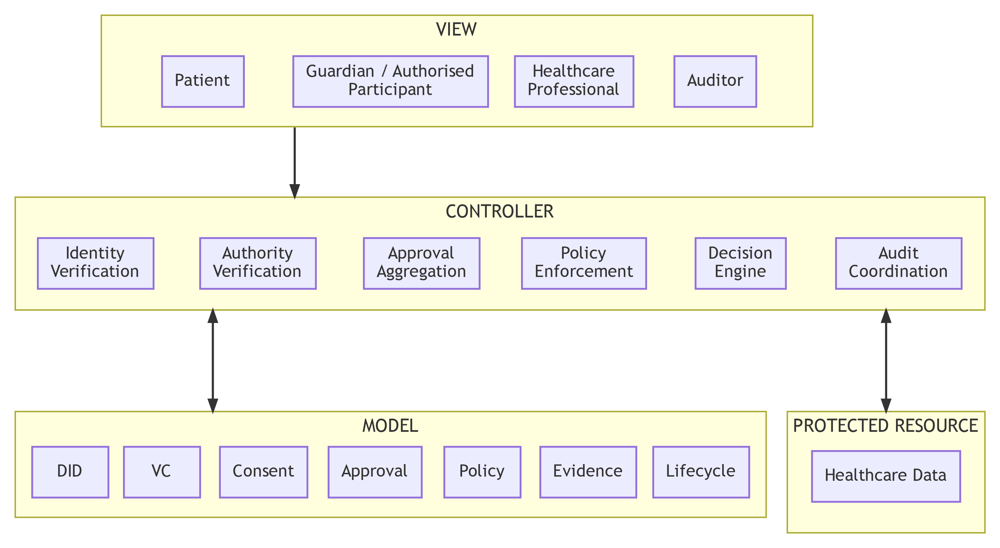 VIEW
Patient
Guardian / Authorised
Participant
Healthcare
Professional
Auditor
CONTROLLER
Identity
Verification
Authority
Verification
Approval
Aggregation
Policy
Enforcement
Decision
Engine
Audit
Coordination
MODEL
DID
VC
Consent
Approval
Policy
Evidence
Lifecycle
PROTECTED RESOURCE
Healthcare Data